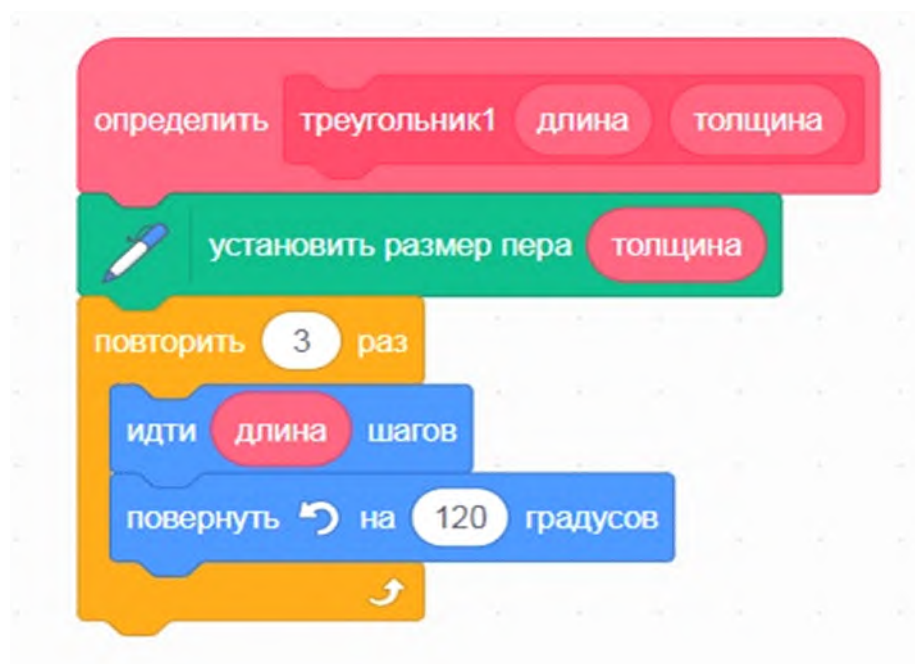 определить треугольник1 длина толщина
установить размер пера толщина
повторить 3 раз
идти длина шагов
повернуть на 120 градусов